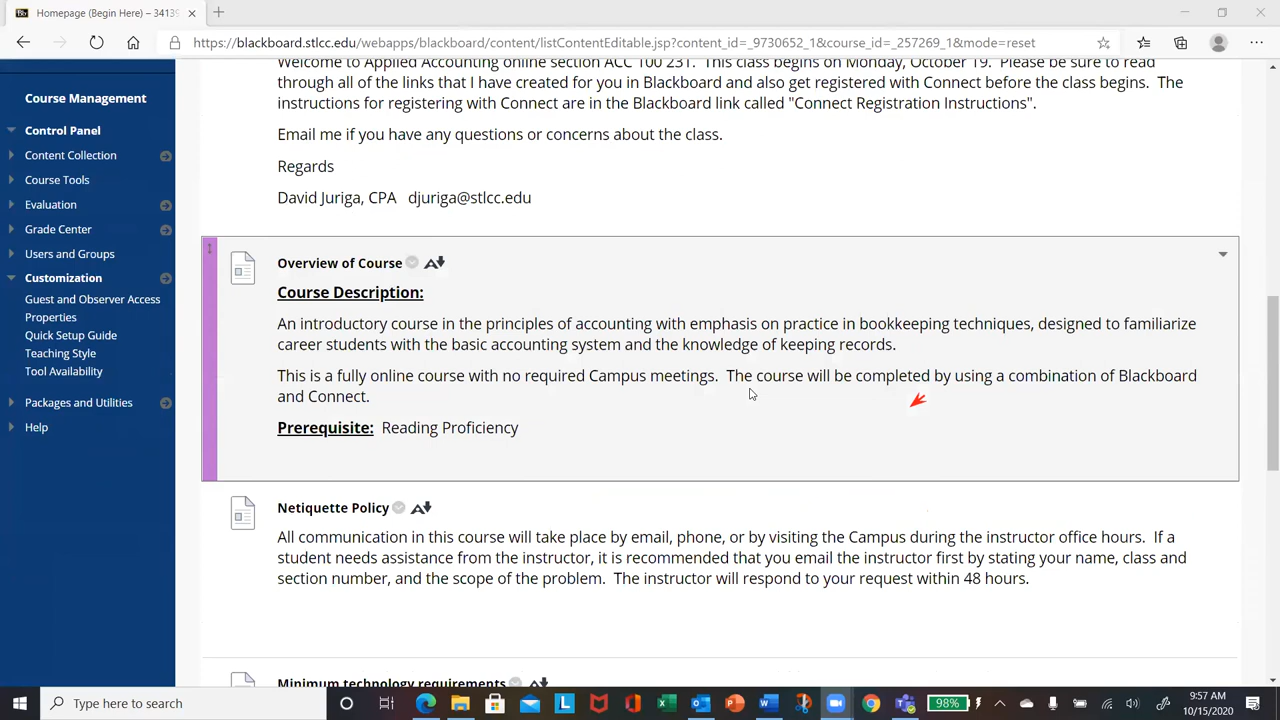 Homepage (Begin Here) – 34139
https://blackboard.stlcc.edu/webapps/blackboard/content/listContentEditable.jsp?content_id=_9730652_1&course_id=_257269_1&mode=reset
Course Management
Control Panel
Content Collection
Course Tools
Evaluation
Grade Center
Users and Groups
Customization
Guest and Observer Access
Properties
Quick Setup Guide
Teaching Style
Tool Availability
Packages and Utilities
Help
Welcome to Applied Accounting online section ACC 100 231. This class begins on Monday, October 19. Please be sure to read
through all of the links that I have created for you in Blackboard and also get registered with Connect before the class begins. The
instructions for registering with Connect are in the Blackboard link called "Connect Registration Instructions".
Email me if you have any questions or concerns about the class.
Regards
David Juriga, CPA djuriga@stlcc.edu
Overview of Course
Course Description:
An introductory course in the principles of accounting with emphasis on practice in bookkeeping techniques, designed to familiarize
career students with the basic accounting system and the knowledge of keeping records.
This is a fully online course with no required Campus meetings. The course will be completed by using a combination of Blackboard
and Connect.
Prerequisite: Reading Proficiency
Netiquette Policy
All communication in this course will take place by email, phone, or by visiting the Campus during the instructor office hours. If a
student needs assistance from the instructor, it is recommended that you email the instructor first by stating your name, class and
section number, and the scope of the problem. The instructor will respond to your request within 48 hours.
Minimum technology requirements
Type here to search
98%
9:57 AM
10/15/2020